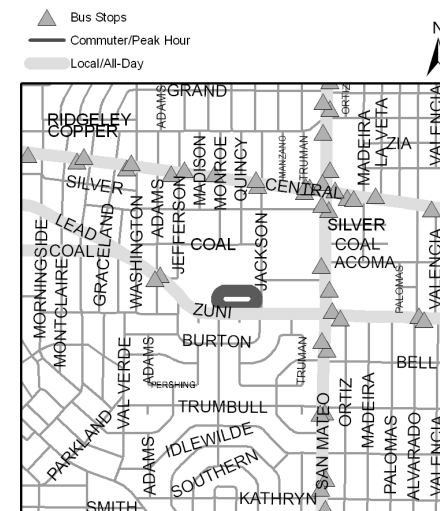 Bus Stops
Commuter/Peak Hour
Local/All-Day
N
GRAND
ADAMS
ORTIZ
VALENCIA
RIDGELEY
COPPER
MADISON
MONROE
QUINCY
MANZANO
TRUMAN
MADEIRA
LA VETA
ZIA
SILVER
CENTRAL
ADAMS
JEFFERSON
WASHINGTON
GRACELAND
LEAD
COAL
COAL
JACKSON
SILVER
COAL
ACOMA
PALOMAS
VALENCIA
MORNINGSIDE
MONTCLAIRE
ZUNI
BURTON
VAL VERDE
ADAMS
PERSHING
TRUMAN
BELL
TRUMBULL
ORTIZ
MADEIRA
SAN MATEO
PARKLAND
IDLEWILDE
SOUTHERN
ADAMS
PALOMAS
ALVARADO
VALENCIA
KATHRYN
SMITH